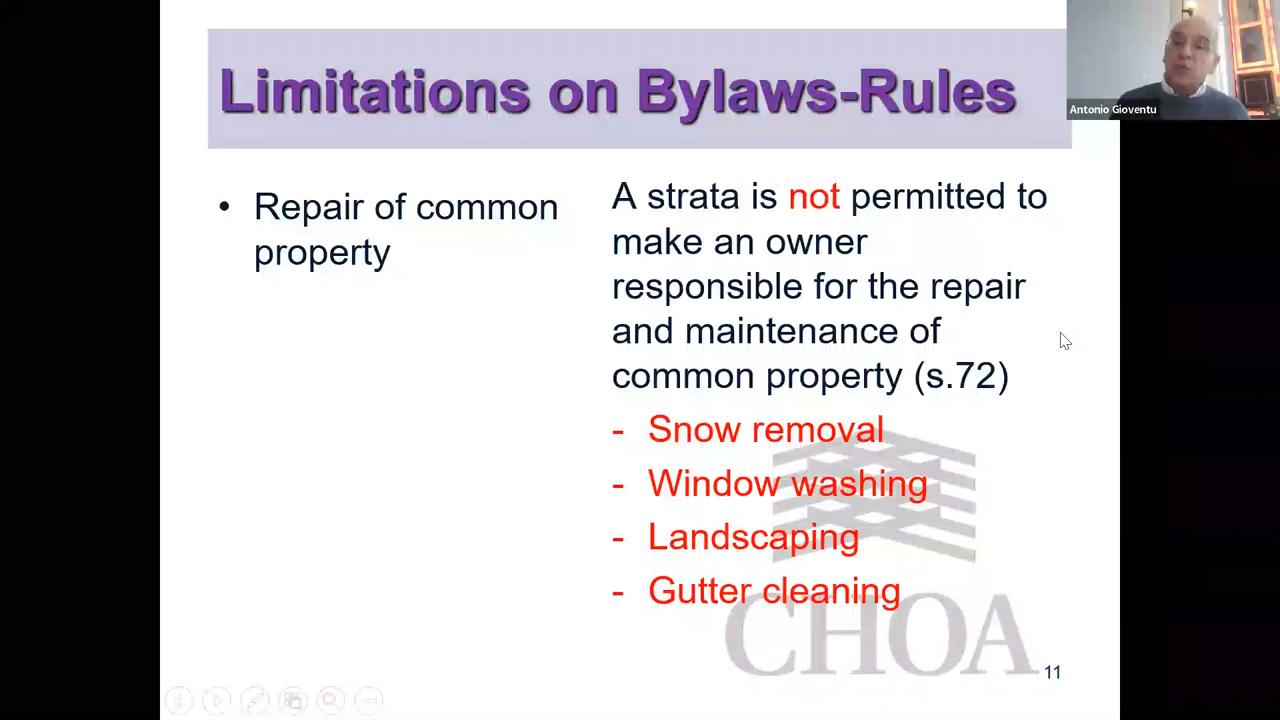 Limitations on Bylaws-Rules
Antonio Gioventu
• Repair of common
property
A strata is not permitted to
make an owner
responsible for the repair
and maintenance of
common property (s.72)
- Snow removal
- Window washing
- Landscaping
- Gutter cleaning
CHOA
11